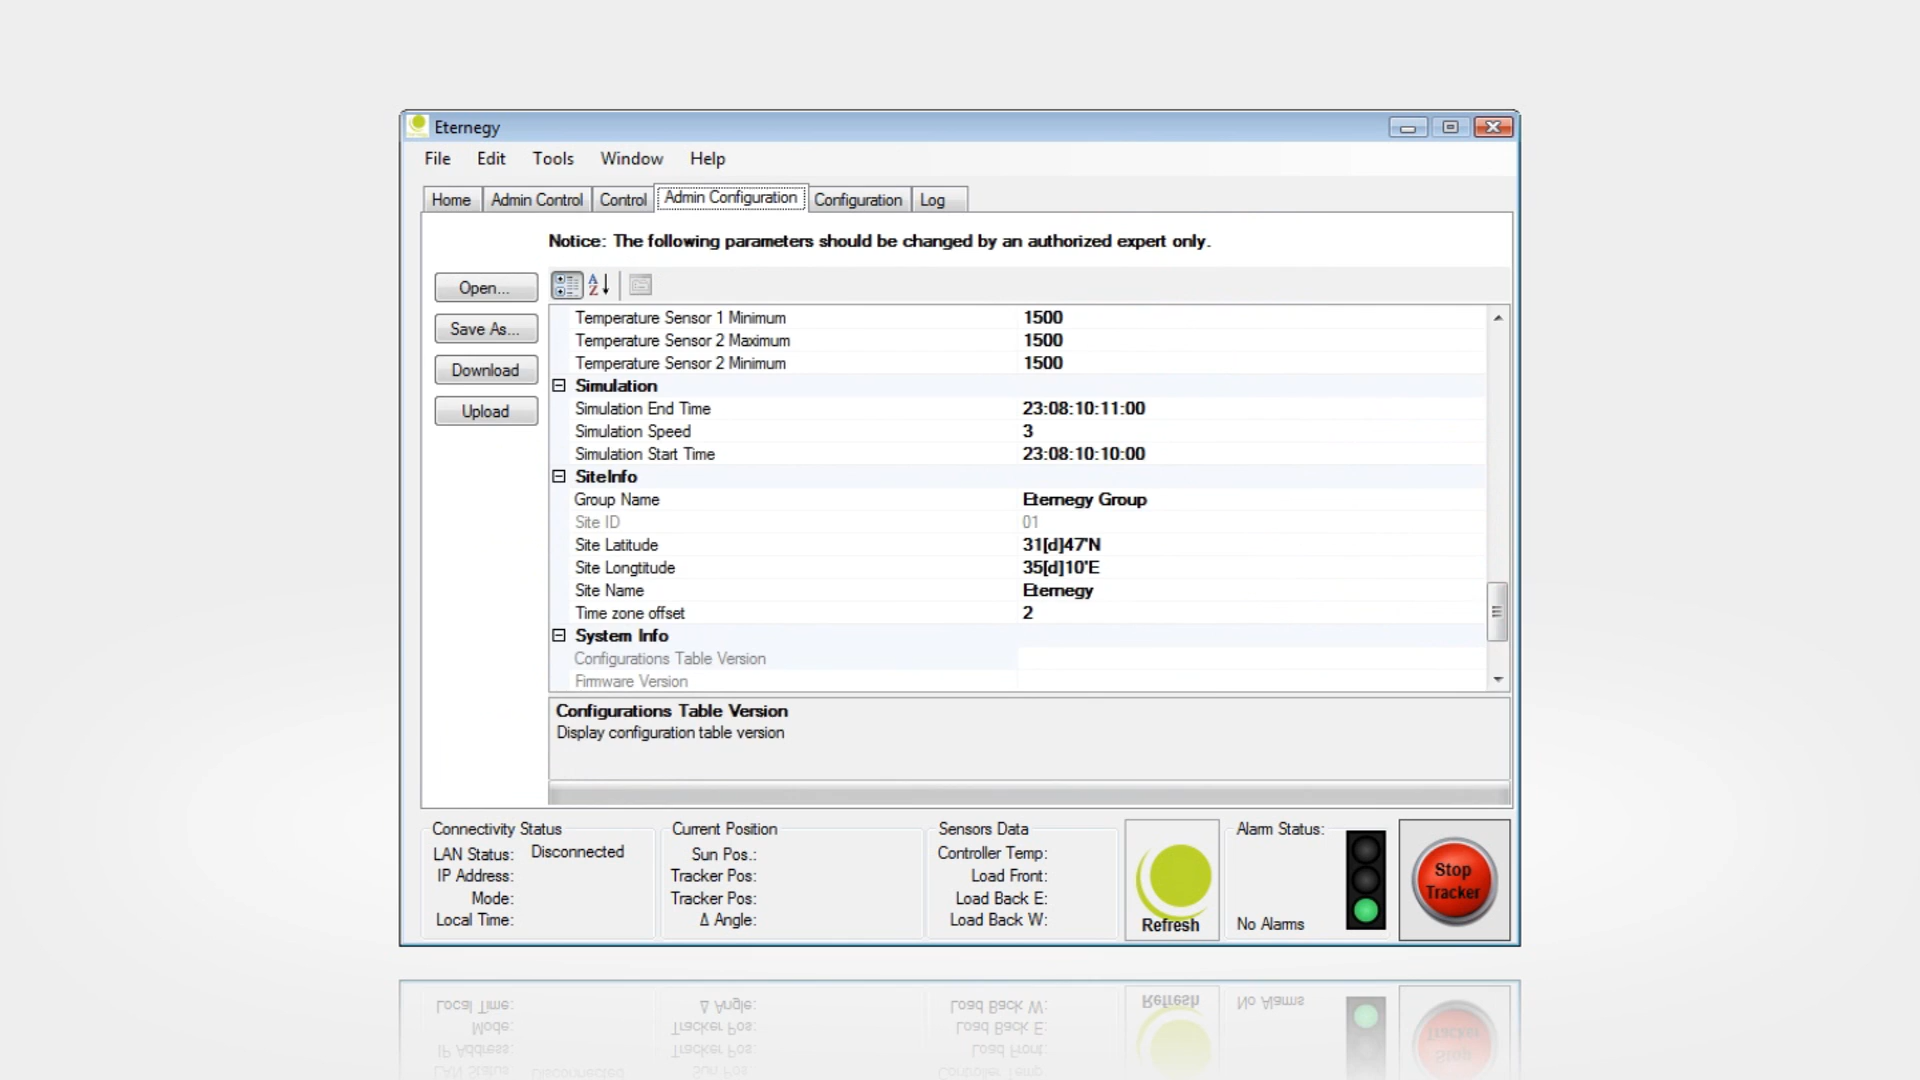 Eternegy
File Edit Tools Window Help
Home Admin Control Control Admin Configuration Configuration Log
Notice: The following parameters should be changed by an authorized expert only.
Open...
Save As...
Download
Upload
Temperature Sensor 1 Minimum 1500
Temperature Sensor 2 Maximum 1500
Temperature Sensor 2 Minimum 1500
Simulation
Simulation End Time 23:08:10:11:00
Simulation Speed 3
Simulation Start Time 23:08:10:10:00
SiteInfo
Group Name Eternegy Group
Site ID 01
Site Latitude 31[d]47'N
Site Longtitude 35[d]10'E
Site Name Eternegy
Time zone offset 2
System Info
Configurations Table Version
Firmware Version
Configurations Table Version
Display configuration table version
Connectivity Status
LAN Status: Disconnected
IP Address:
Mode:
Local Time:
Current Position
Sun Pos.:
Tracker Pos:
Tracker Pos:
Δ Angle:
Sensors Data
Controller Temp:
Load Front:
Load Back E:
Load Back W:
Refresh
Alarm Status:
No Alarms
Stop
Tracker